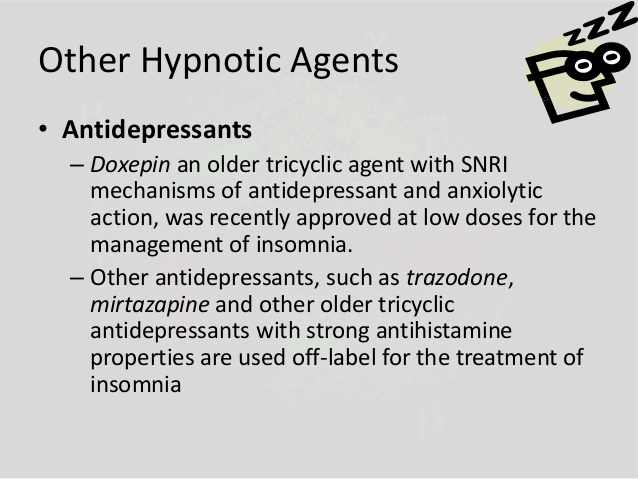 zzz
Other Hypnotic Agents
• Antidepressants
– Doxepin an older tricyclic agent with SNRI
mechanisms of antidepressant and anxiolytic
action, was recently approved at low doses for the
management of insomnia.
– Other antidepressants, such as trazodone,
mirtazapine and other older tricyclic
antidepressants with strong antihistamine
properties are used off-label for the treatment of
insomnia
β